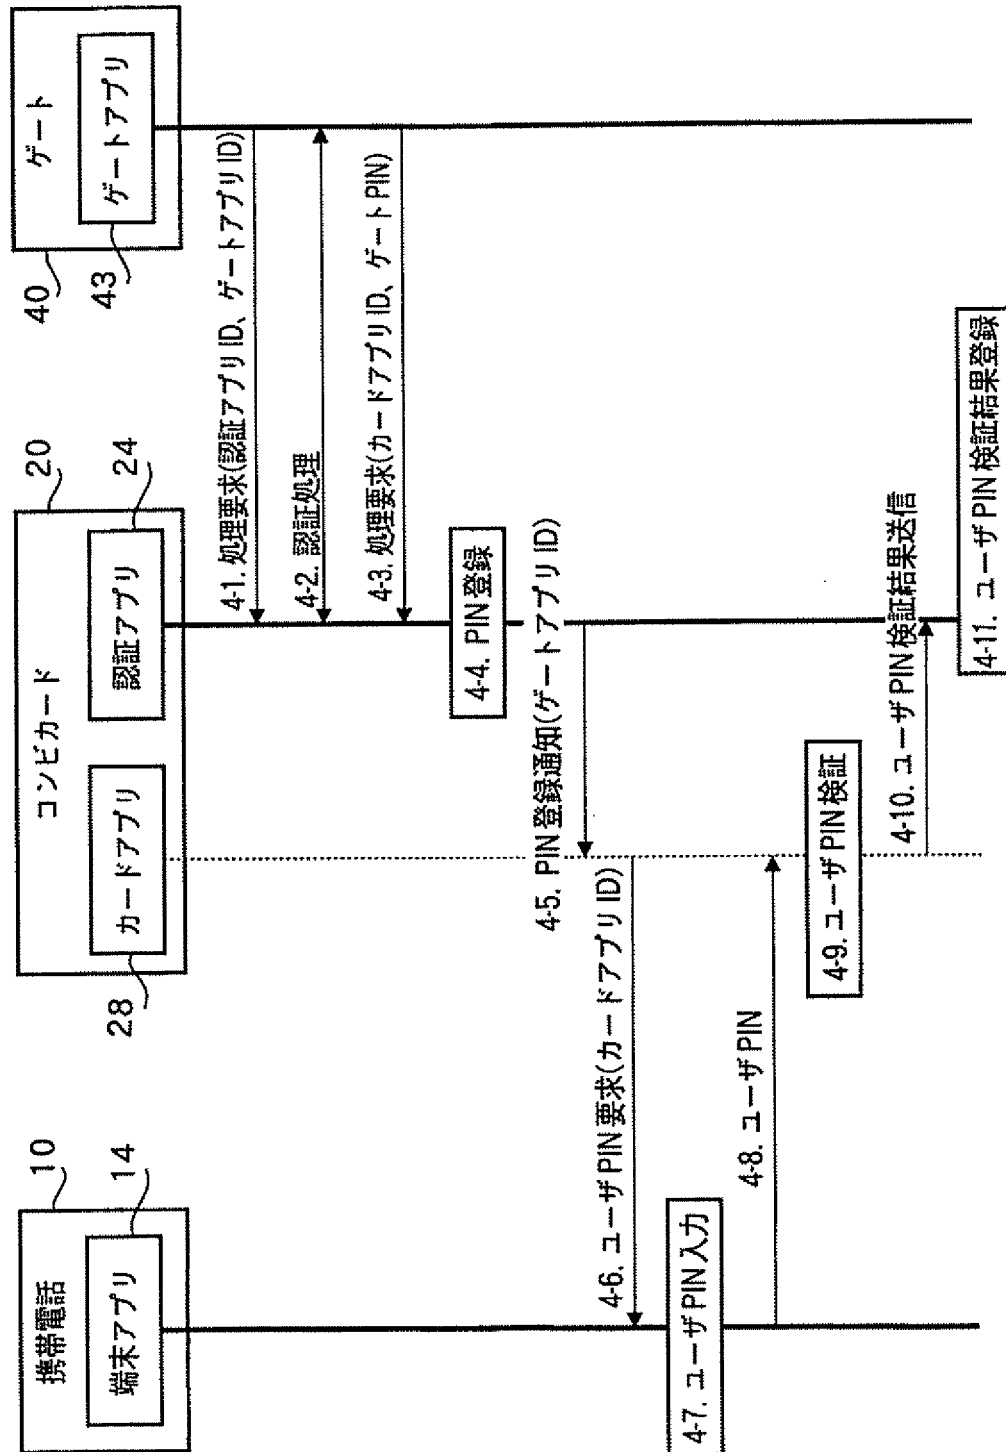 携帯電話
10
端末アプリ
14
コンビカード
20
カードアプリ
28
認証アプリ
24
ゲート
40
ゲートアプリ
43
4-1. 処理要求(認証アプリID、ゲートアプリID)
4-2. 認証処理
4-3. 処理要求(カードアプリID、ゲートPIN)
4-4. PIN登録
4-5. PIN登録通知(ゲートアプリID)
4-6. ユーザPIN要求(カードアプリID)
4-7. ユーザPIN入力
4-8. ユーザPIN
4-9. ユーザPIN検証
4-10. ユーザPIN検証結果送信
4-11. ユーザPIN検証結果登録